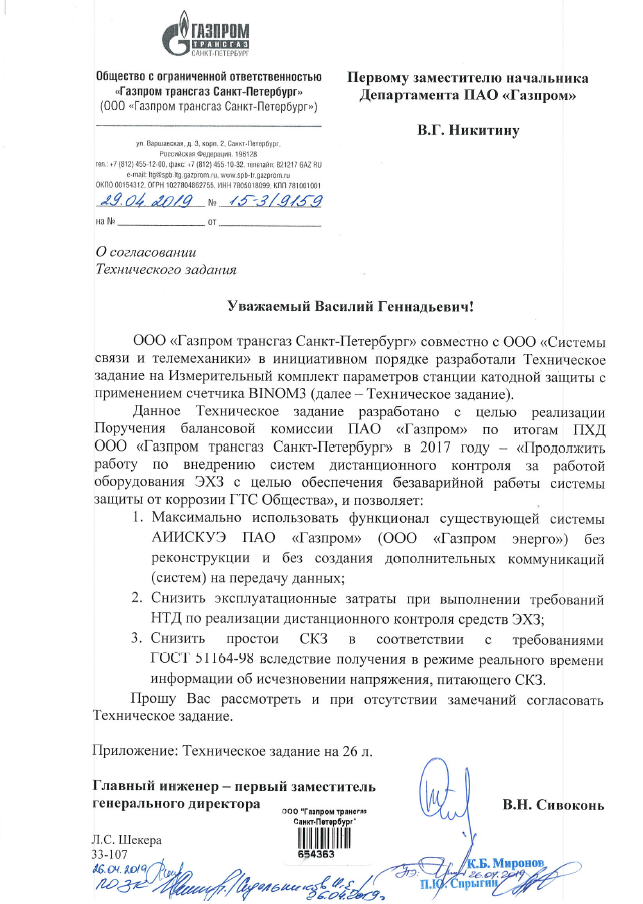 ГАЗПРОМ
ТРАНСГАЗ
САНКТ-ПЕТЕРБУРГ
Общество с ограниченной ответственностью
«Газпром трансгаз Санкт-Петербург»
(ООО «Газпром трансгаз Санкт-Петербург»)
ул. Варшавская, д. 3, корп. 2, Санкт-Петербург,
Российская Федерация, 196128
тел.: +7 (812) 455-12-00, факс: +7 (812) 455-10-32, телетайп: 821217 GAZ RU
e-mail: ltg@spb.ltg.gazprom.ru, www.spb-tr.gazprom.ru
ОКПО 00154312, ОГРН 1027804862755, ИНН 7805018099, КПП 781001001
29.04.2019 № 15-3/9159
на № от
Первому заместителю начальника
Департамента ПАО «Газпром»
В.Г. Никитину
О согласовании
Технического задания
Уважаемый Василий Геннадьевич!
ООО «Газпром трансгаз Санкт-Петербург» совместно с ООО «Системы
связи и телемеханики» в инициативном порядке разработали Техническое
задание на Измерительный комплект параметров станции катодной защиты с
применением счетчика BINOM3 (далее – Техническое задание).
Данное Техническое задание разработано с целью реализации
Поручения балансовой комиссии ПАО «Газпром» по итогам ПХД
ООО «Газпром трансгаз Санкт-Петербург» в 2017 году – «Продолжить
работу по внедрению систем дистанционного контроля за работой
оборудования ЭХЗ с целью обеспечения безаварийной работы системы
защиты от коррозии ГТС Общества», и позволяет:
1. Максимально использовать функционал существующей системы
АИИСКУЭ ПАО «Газпром» (ООО «Газпром энерго») без
реконструкции и без создания дополнительных коммуникаций
(систем) на передачу данных;
2. Снизить эксплуатационные затраты при выполнении требований
НТД по реализации дистанционного контроля средств ЭХЗ;
3. Снизить простои СКЗ в соответствии с требованиями
ГОСТ 51164-98 вследствие получения в режиме реального времени
информации об исчезновении напряжения, питающего СКЗ.
Прошу Вас рассмотреть и при отсутствии замечаний согласовать
Техническое задание.
Приложение: Техническое задание на 26 л.
Главный инженер – первый заместитель
генерального директора
В.Н. Сивоконь
ООО "Газпром трансгаз
Санкт-Петербург"
654363
Л.С. Шекера
33-107
26.04.2019
26.04.2019г.
К.Б. Миронов
26.04.2019
П.Ю. Спрыгин